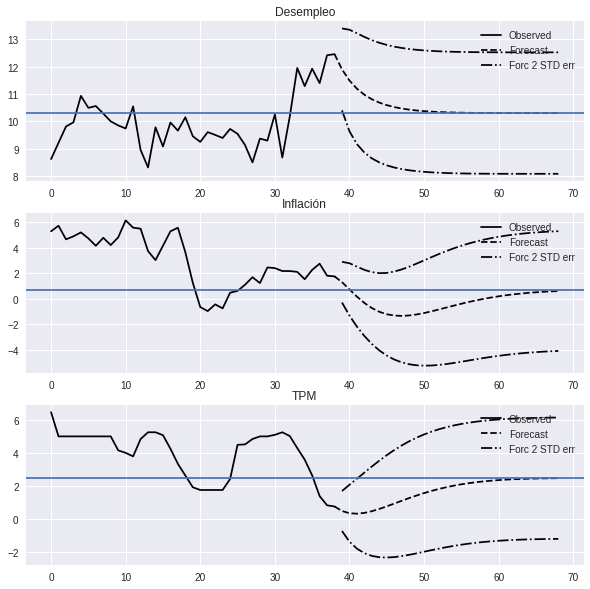 Desempleo
13
12
11
10
9
8
Observed
Forecast
Forc 2 STD err
0 10 20 30 40 50 60 70
Inflación
6
4
2
0
−2
−4
Observed
Forecast
Forc 2 STD err
0 10 20 30 40 50 60 70
TPM
6
4
2
0
−2
Observed
Forecast
Forc 2 STD err
0 10 20 30 40 50 60 70